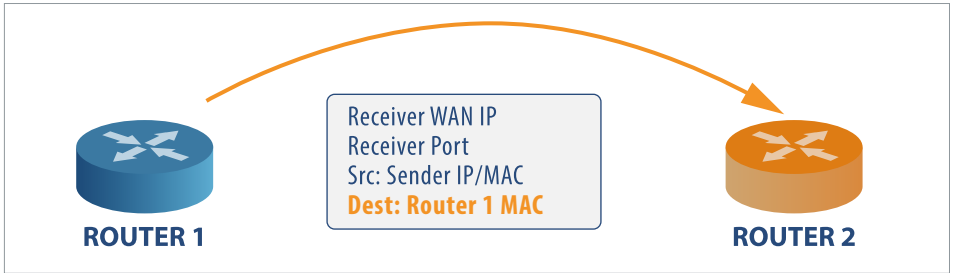 Receiver WAN IP
Receiver Port
Src: Sender IP/MAC
Dest: Router 1 MAC
ROUTER 1
ROUTER 2